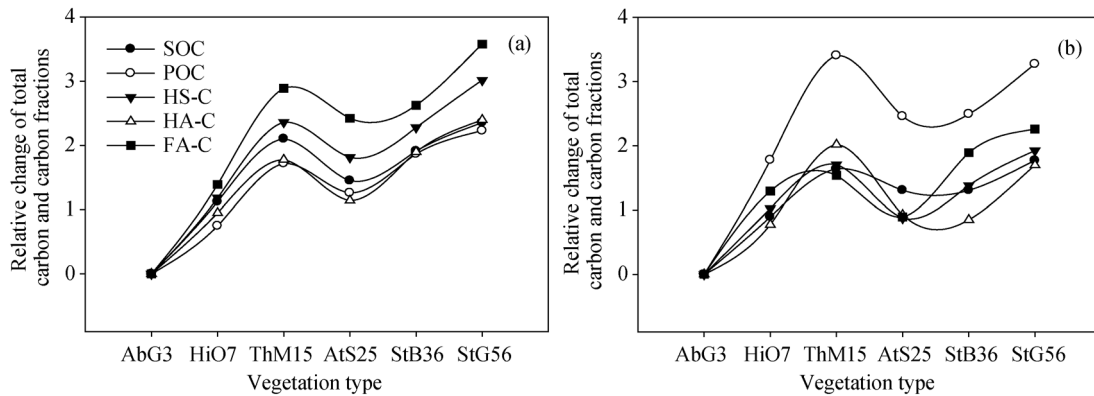 4
3
2
1
0
Relative change of total
carbon and carbon fractions
SOC
POC
HS-C
HA-C
FA-C
(a)
AbG3 HiO7 ThM15 AtS25 StB36 StG56
Vegetation type
4
3
2
1
0
Relative change of total
carbon and carbon fractions
(b)
AbG3 HiO7 ThM15 AtS25 StB36 StG56
Vegetation type